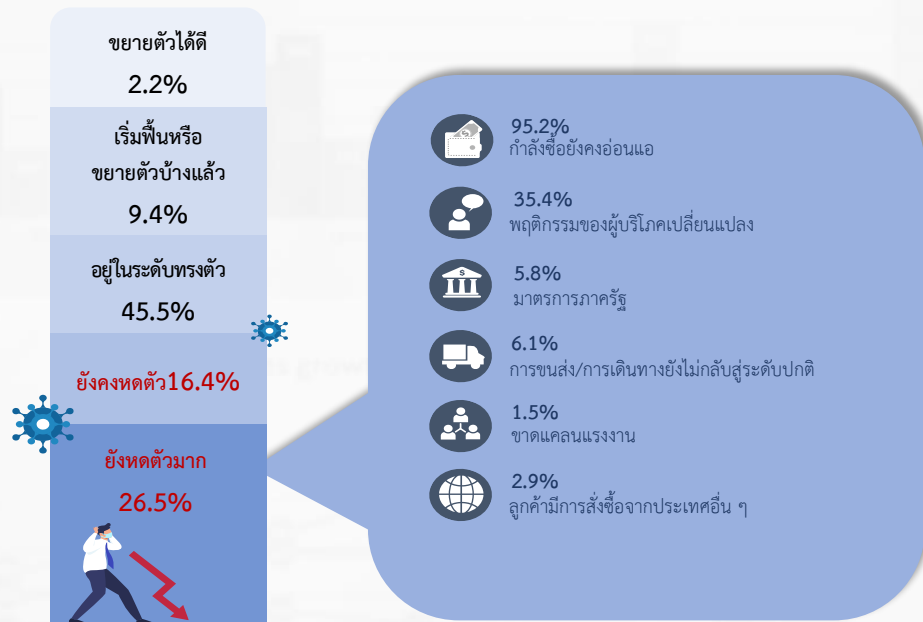 ขยายตัวได้ดี
2.2%
เริ่มฟื้นหรือ
ขยายตัวบ้างแล้ว
9.4%
อยู่ในระดับทรงตัว
45.5%
ยังคงหดตัว16.4%
ยังหดตัวมาก
26.5%
95.2%
กำลังซื้อยังคงอ่อนแอ
35.4%
พฤติกรรมของผู้บริโภคเปลี่ยนแปลง
5.8%
มาตรการภาครัฐ
6.1%
การขนส่ง/การเดินทางยังไม่กลับสู่ระดับปกติ
1.5%
ขาดแคลนแรงงาน
2.9%
ลูกค้ามีการสั่งซื้อจากประเทศอื่น ๆ